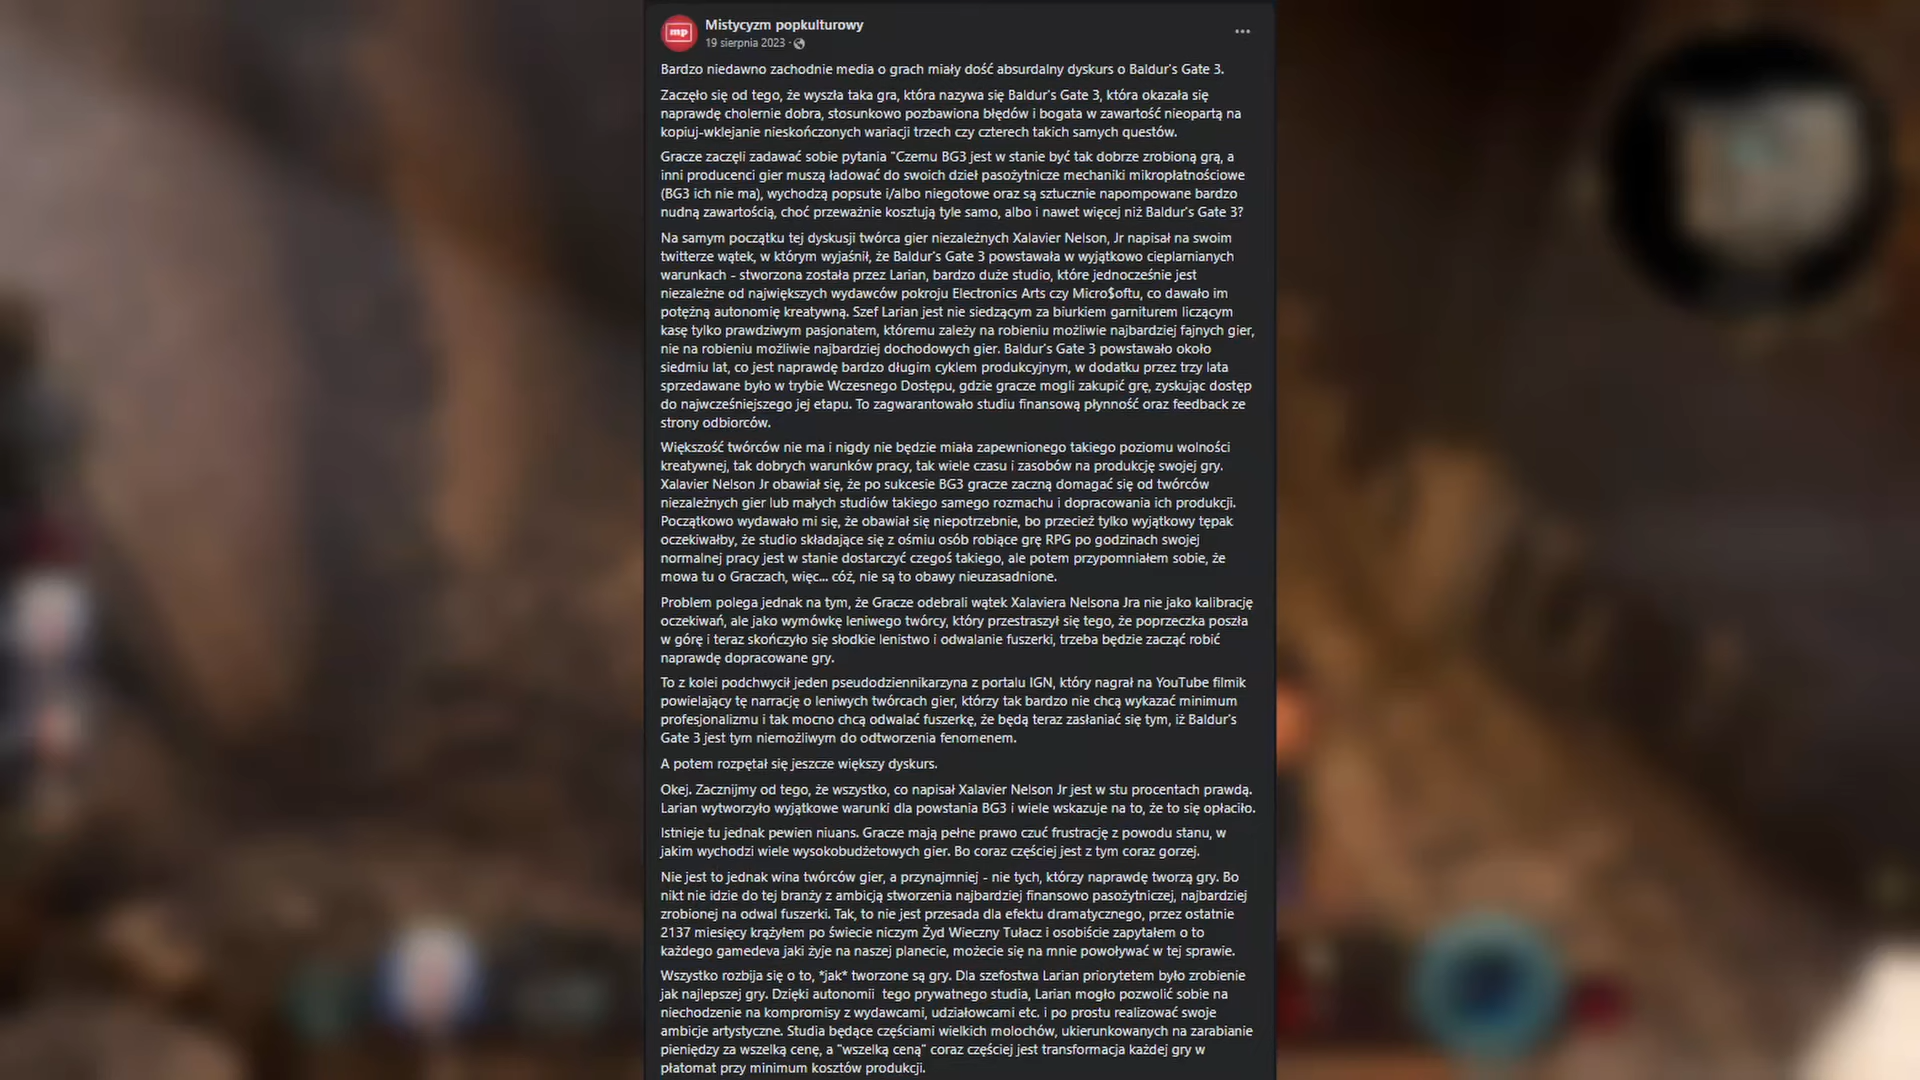 mp
Mistycyzm popkulturowy
19 sierpnia 2023 ·
Bardzo niedawno zachodnie media o grach miały dość absurdalny dyskurs o Baldur's Gate 3.
Zaczęło się od tego, że wyszła taka gra, która nazywa się Baldur's Gate 3, która okazała się
naprawdę cholernie dobra, stosunkowo pozbawiona błędów i bogata w zawartość nieopartą na
kopiuj-wklejanie nieskończonych wariacji trzech czy czterech takich samych questów.
Gracze zaczęli zadawać sobie pytania "Czemu BG3 jest w stanie być tak dobrze zrobioną grą, a
inni producenci gier muszą ładować do swoich dzieł pasożytnicze mechaniki mikropłatnościowe
(BG3 ich nie ma), wychodzą popsute i/albo niegotowe oraz są sztucznie napompowane bardzo
nudną zawartością, choć przeważnie kosztują tyle samo, albo i nawet więcej niż Baldur's Gate 3?
Na samym początku tej dyskusji twórca gier niezależnych Xalavier Nelson, Jr napisał na swoim
twitterze wątek, w którym wyjaśnił, że Baldur's Gate 3 powstawała w wyjątkowo cieplarnianych
warunkach - stworzona została przez Larian, bardzo duże studio, które jednocześnie jest
niezależne od największych wydawców pokroju Electronics Arts czy Micro$oftu, co dawało im
potężną autonomię kreatywną. Szef Larian jest nie siedzącym za biurkiem garniturem liczącym
kasę tylko prawdziwym pasjonatem, któremu zależy na robieniu możliwie najbardziej fajnych gier,
nie na robieniu możliwie najbardziej dochodowych gier. Baldur's Gate 3 powstawało około
siedmiu lat, co jest naprawdę bardzo długim cyklem produkcyjnym, w dodatku przez trzy lata
sprzedawane było w trybie Wczesnego Dostępu, gdzie gracze mogli zakupić grę, zyskując dostęp
do najwcześniejszego jej etapu. To zagwarantowało studiu finansową płynność oraz feedback ze
strony odbiorców.
Większość twórców nie ma i nigdy nie będzie miała zapewnionego takiego poziomu wolności
kreatywnej, tak dobrych warunków pracy, tak wiele czasu i zasobów na produkcję swojej gry.
Xalavier Nelson Jr obawiał się, że po sukcesie BG3 gracze zaczną domagać się od twórców
niezależnych gier lub małych studiów takiego samego rozmachu i dopracowania ich produkcji.
Początkowo wydawało mi się, że obawiał się niepotrzebnie, bo przecież tylko wyjątkowy tępak
oczekiwałby, że studio składające się z ośmiu osób robiące grę RPG po godzinach swojej
normalnej pracy jest w stanie dostarczyć czegoś takiego, ale potem przypomniałem sobie, że
mowa tu o Graczach, więc... cóż, nie są to obawy nieuzasadnione.
Problem polega jednak na tym, że Gracze odebrali wątek Xalaviera Nelsona Jra nie jako kalibrację
oczekiwań, ale jako wymówkę leniwego twórcy, który przestraszył się tego, że poprzeczka poszła
w górę i teraz skończyło się słodkie lenistwo i odwalanie fuszerki, trzeba będzie zacząć robić
naprawdę dopracowane gry.
To z kolei podchwycił jeden pseudodziennikarzyna z portalu IGN, który nagrał na YouTube filmik
powielający tę narrację o leniwych twórcach gier, którzy tak bardzo nie chcą wykazać minimum
profesjonalizmu i tak mocno chcą odwalać fuszerkę, że będą teraz zasłaniać się tym, iż Baldur's
Gate 3 jest tym niemożliwym do odtworzenia fenomenem.
A potem rozpętał się jeszcze większy dyskurs.
Okej. Zacznijmy od tego, że wszystko, co napisał Xalavier Nelson Jr jest w stu procentach prawdą.
Larian wytworzyło wyjątkowe warunki dla powstania BG3 i wiele wskazuje na to, że to się opłaciło.
Istnieje tu jednak pewien niuans. Gracze mają pełne prawo czuć frustrację z powodu stanu, w
jakim wychodzi wiele wysokobudżetowych gier. Bo coraz częściej jest z tym coraz gorzej.
Nie jest to jednak wina twórców gier, a przynajmniej - nie tych, którzy naprawdę tworzą gry. Bo
nikt nie idzie do tej branży z ambicją stworzenia najbardziej finansowo pasożytniczej, najbardziej
zrobionej na odwal fuszerki. Tak, to nie jest przesada dla efektu dramatycznego, przez ostatnie
2137 miesięcy krążyłem po świecie niczym Żyd Wieczny Tułacz i osobiście zapytałem o to
każdego gamedeva jaki żyje na naszej planecie, możecie się na mnie powoływać w tej sprawie.
Wszystko rozbija się o to, *jak* tworzone są gry. Dla szefostwa Larian priorytetem było zrobienie
jak najlepszej gry. Dzięki autonomii tego prywatnego studia, Larian mogło pozwolić sobie na
niechodzenie na kompromisy z wydawcami, udziałowcami etc. i po prostu realizować swoje
ambicje artystyczne. Studia będące częściami wielkich molochów, ukierunkowanych na zarabianie
pieniędzy za wszelką cenę, a "wszelką ceną" coraz częściej jest transformacja każdej gry w
płatomat przy minimum kosztów produkcji.